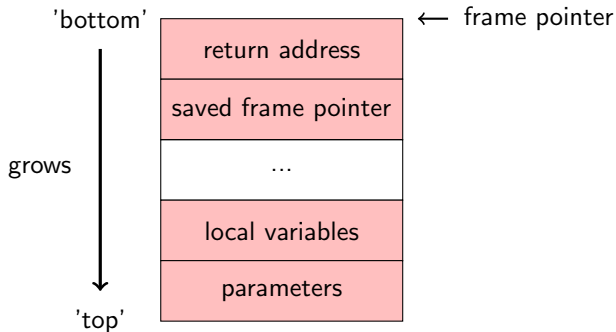 'bottom'
frame pointer
return address
saved frame pointer
...
grows
local variables
parameters
'top'